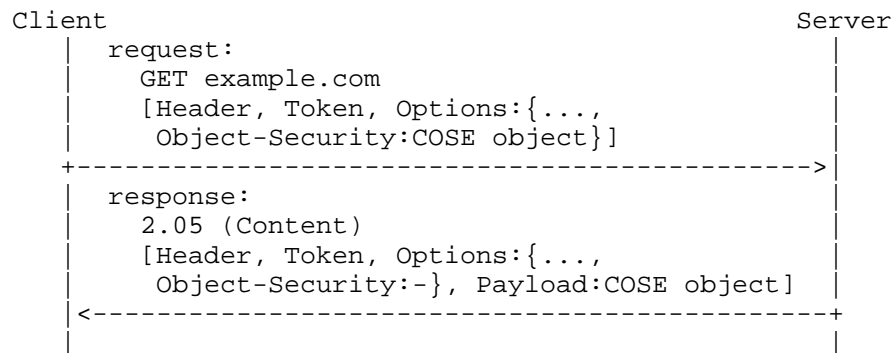 Client                                                Server
   |  request:                                          |
   |    GET example.com                                 |
   |    [Header, Token, Options:{...,                   |
   |     Object-Security:COSE object}]                  |
   +--------------------------------------------------->|
   |  response:                                         |
   |    2.05 (Content)                                  |
   |    [Header, Token, Options:{...,                   |
   |     Object-Security:-}, Payload:COSE object]       |
   |<---------------------------------------------------+
   |                                                    |